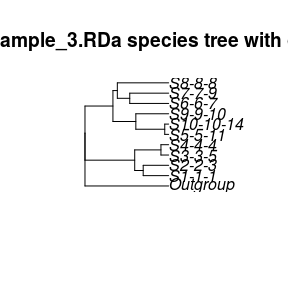 ample_3.RDa species tree with
S8-8-8
S7-7-9
S6-6-7
S9-9-10
S10-10-14
S5-5-11
S4-4-4
S3-3-5
S2-2-3
S1-1-1
Outgroup